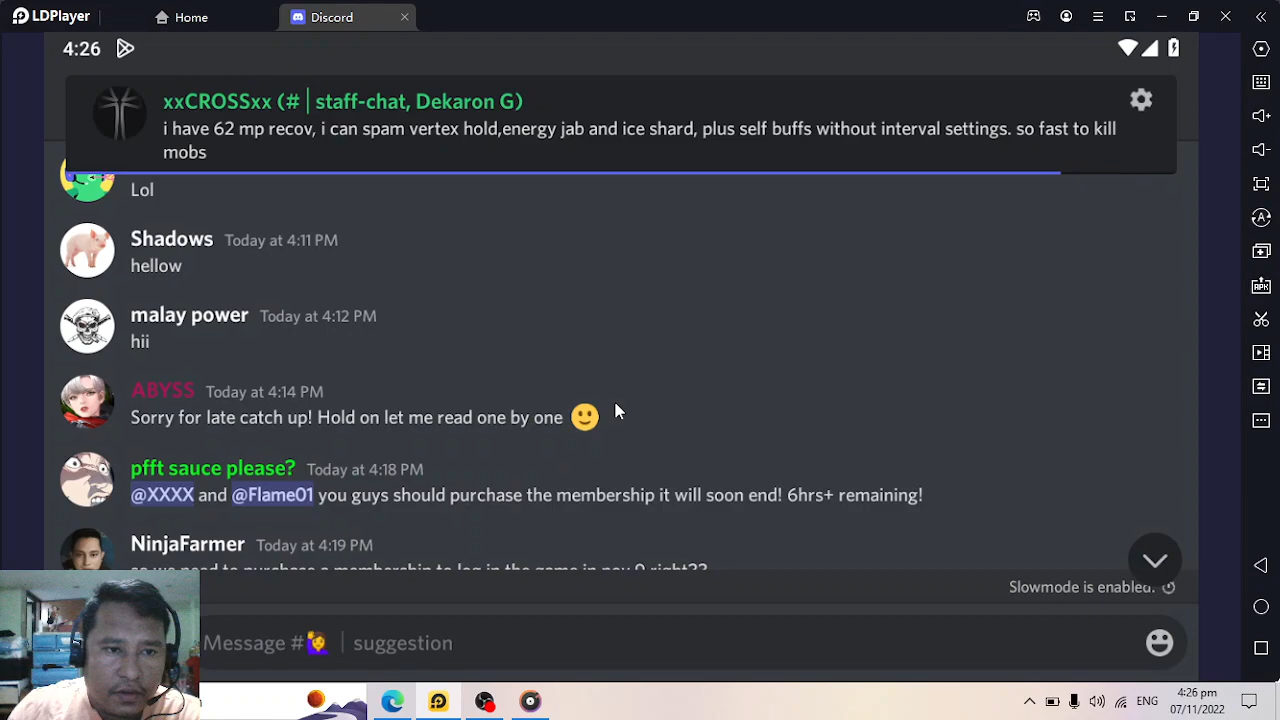 LDPlayer
Home
Discord
4:26
xxCROSSxx (# | staff-chat, Dekaron G)
i have 62 mp recov, i can spam vertex hold,energy jab and ice shard, plus self buffs without interval settings. so fast to kill
mobs
Lol
Shadows Today at 4:11 PM
hellow
malay power Today at 4:12 PM
hii
ABYSS Today at 4:14 PM
Sorry for late catch up! Hold on let me read one by one 🙂
pfft sauce please? Today at 4:18 PM
@XXXX and @Flame01 you guys should purchase the membership it will soon end! 6hrs+ remaining!
NinjaFarmer Today at 4:19 PM
so we need to purchase a membership to log in the game in nov 9 right??
Slowmode is enabled.
Message #🙋‍♀️ | suggestion
APK
4:26 pm
07/11/2022